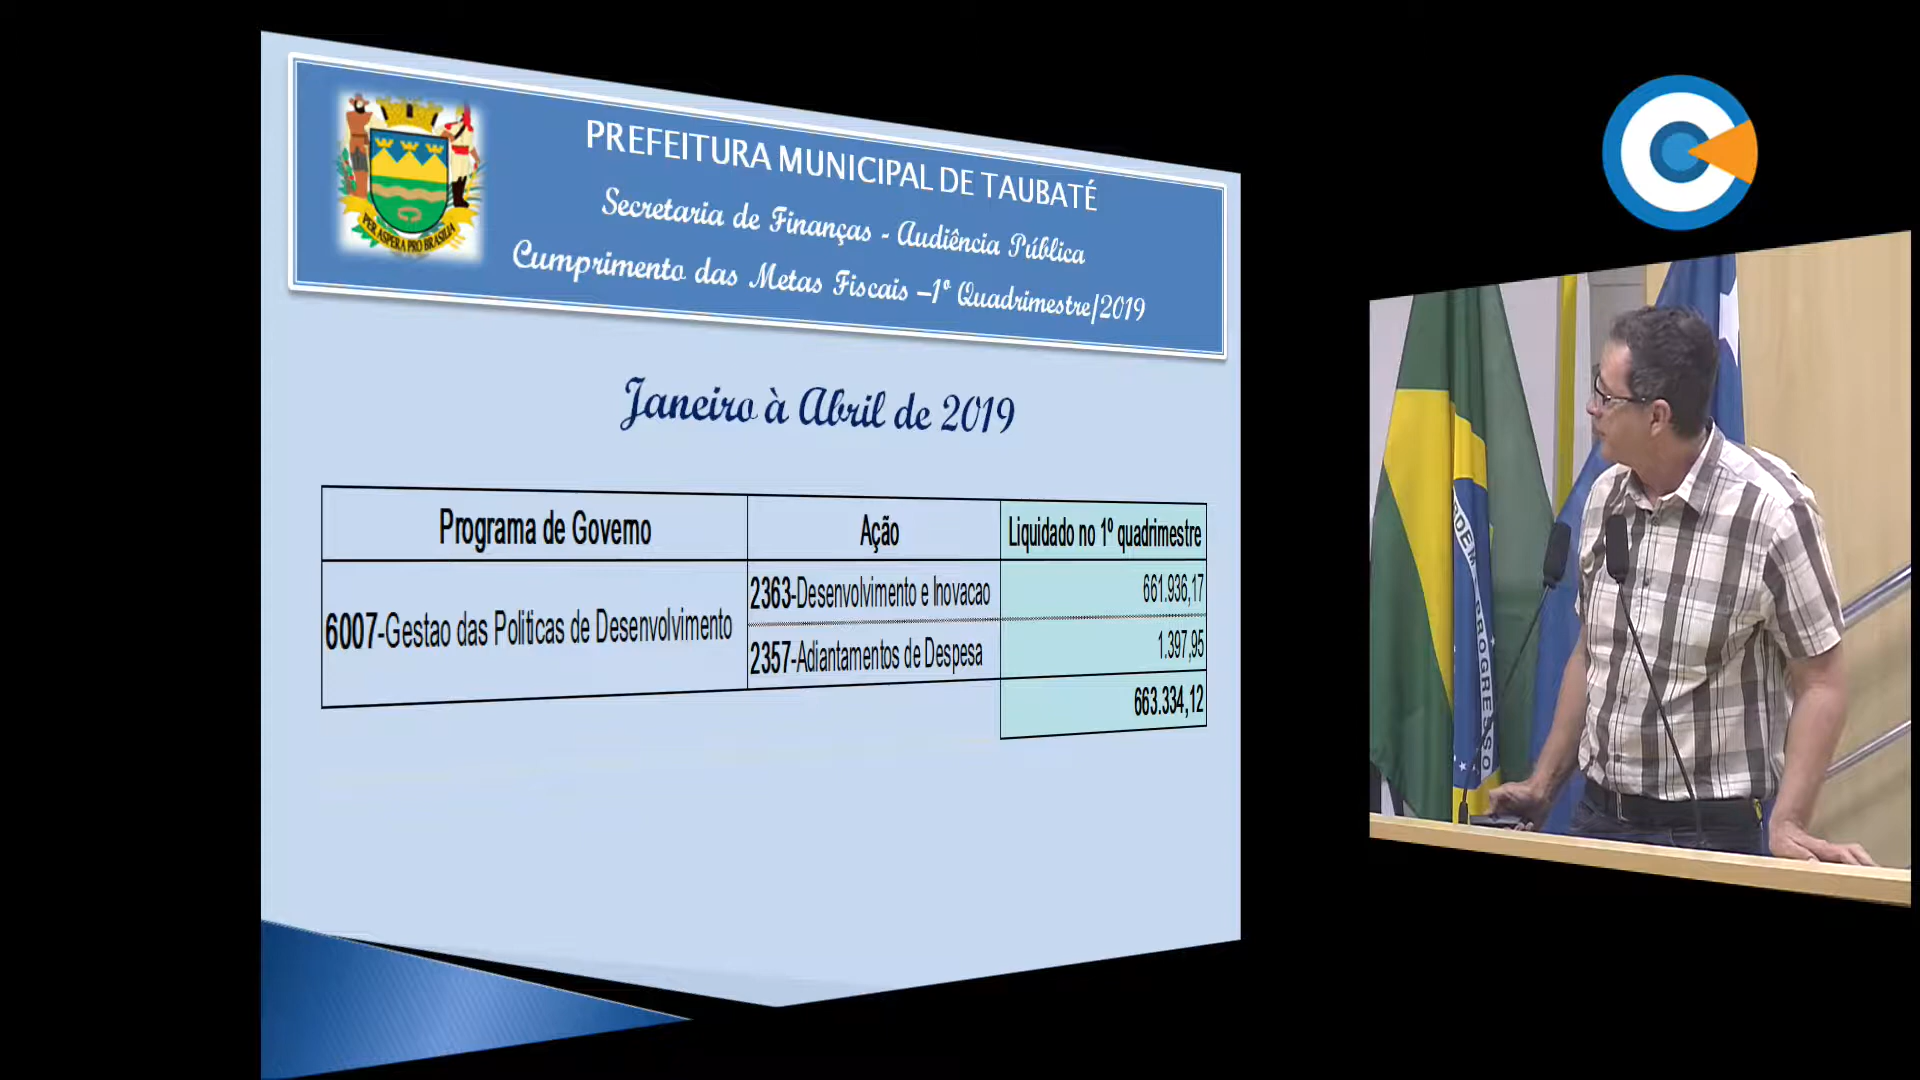 PREFEITURA MUNICIPAL DE TAUBATÉ
Secretaria de Finanças - Audiência Pública
Cumprimento das Metas Fiscais –1º Quadrimestre/2019
PER ASPERA PRO BRASILIA
Janeiro à Abril de 2019
Programa de Governo
Ação
Liquidado no 1º quadrimestre
6007-Gestao das Politicas de Desenvolvimento
2363-Desenvolvimento e Inovacao
661.936,17
2357-Adiantamentos de Despesa
1.397,95
663.334,12
RDEM
PROGRESSO